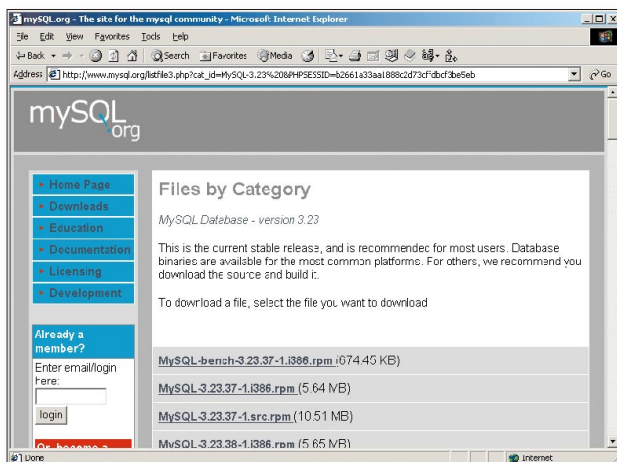 mySQL.org - The site for the mysql community - Microsoft Internet Explorer
File Edit View Favorites Tools Help
Back Search Favorites Media
Address http://www.mysql.org/listfile3.php?cat_id=MySQL-3.23%20&PHPSESSID=b2661a33aa1888c2d73cffdbcf3be5eb Go
mySQL.org
Home Page
Downloads
Education
Documentation
Licensing
Development
Already a member?
Enter email/login here:
login
Or, become a
Files by Category
MySQL Database - version 3.23
This is the current stable release, and is recommended for most users. Database
binaries are available for the most common platforms. For others, we recommend you
download the source and build it.
To download a file, select the file you want to download
MySQL-bench-3.23.37-1.i386.rpm (674.45 KB)
MySQL-3.23.37-1.i386.rpm (5.64 MB)
MySQL-3.23.37-1.src.rpm (10.51 MB)
MySQL-3.23.38-1.i386.rpm (5.65 MB)
Done Internet